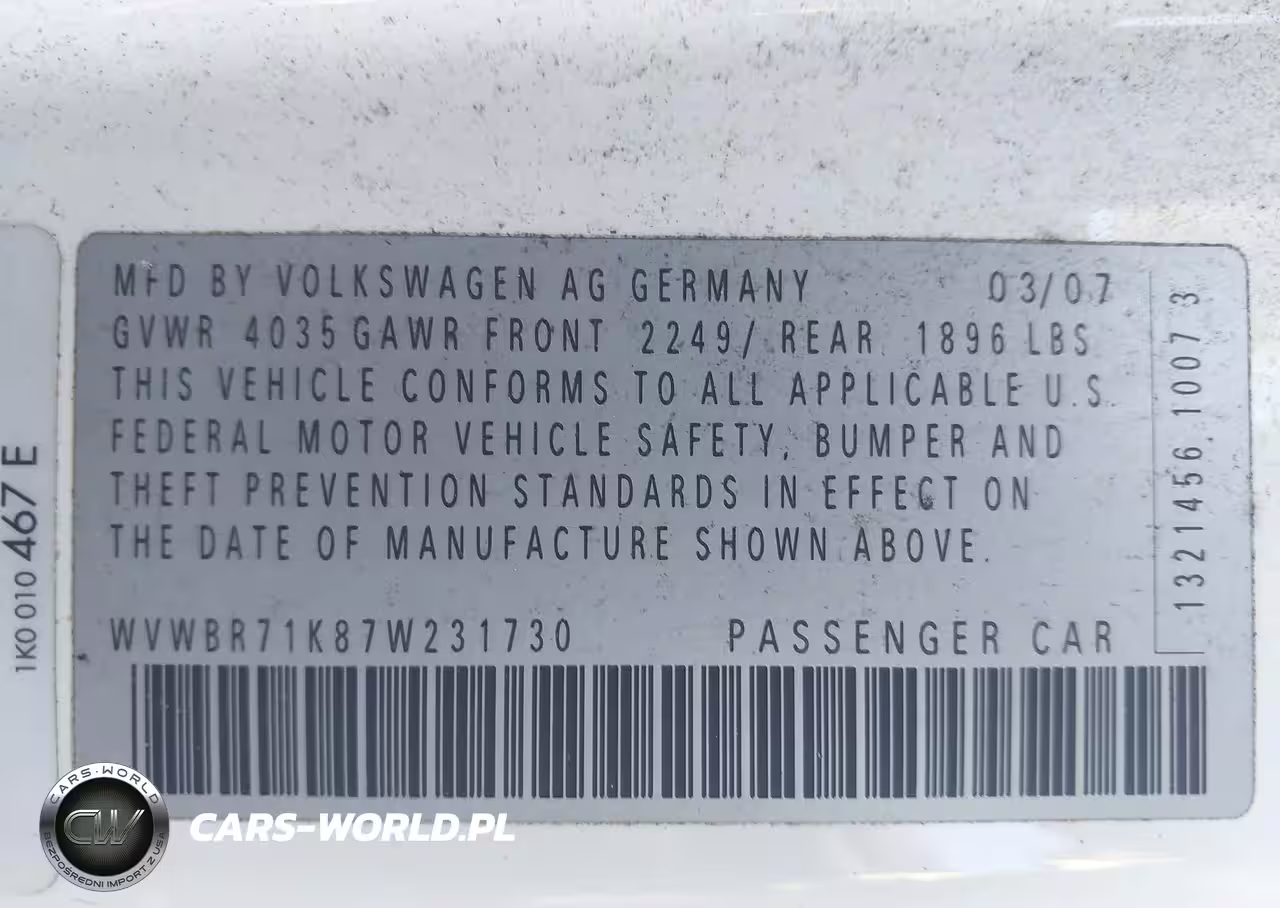 MFD BY VOLKSWAGEN AG GERMANY 03/07
GVWR 4035 GAWR FRONT 2249/ REAR 1896 LBS
THIS VEHICLE CONFORMS TO ALL APPLICABLE U.S.
FEDERAL MOTOR VEHICLE SAFETY, BUMPER AND
THEFT PREVENTION STANDARDS IN EFFECT ON
THE DATE OF MANUFACTURE SHOWN ABOVE.
WVWBR71K87W231730 PASSENGER CAR
1321456.10073
1K0 010 467 E
CARS-WORLD
CW
BEZPOŚREDNI IMPORT Z USA
CARS-WORLD.PL